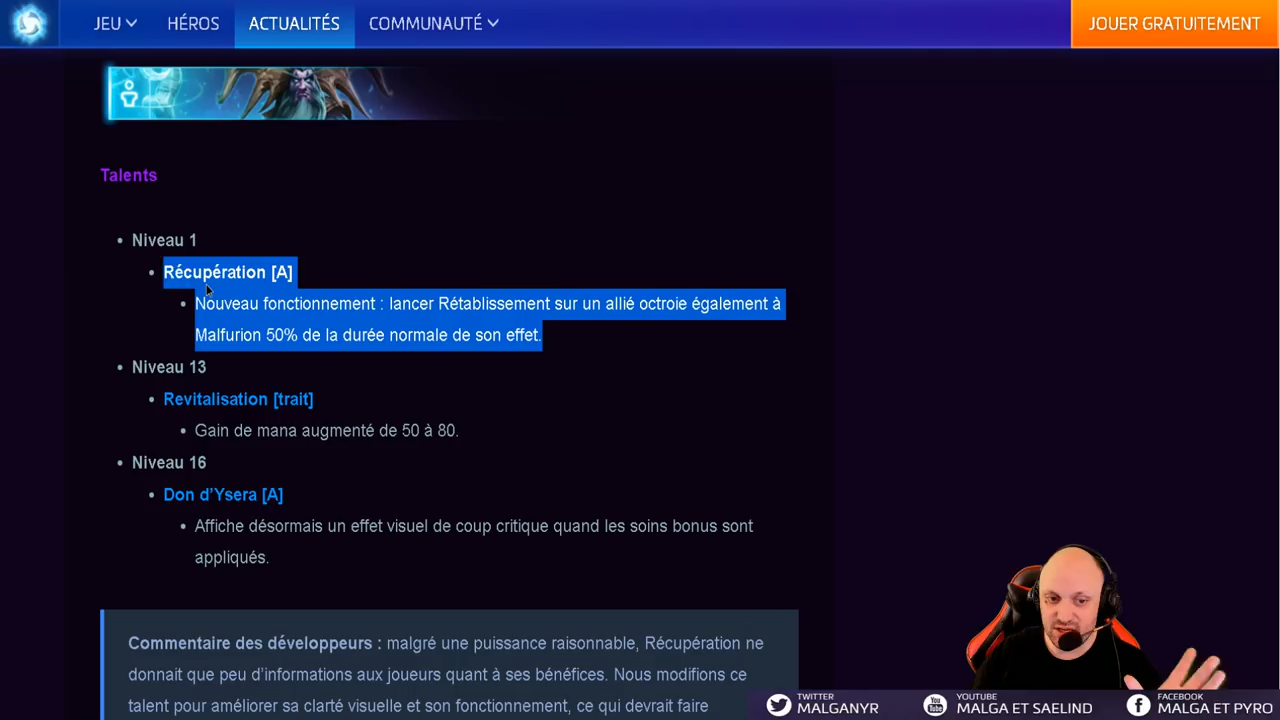 JEU HÉROS ACTUALITÉS COMMUNAUTÉ JOUER GRATUITEMENT
Talents
Niveau 1
Récupération [A]
Nouveau fonctionnement : lancer Rétablissement sur un allié octroie également à
Malfurion 50% de la durée normale de son effet.
Niveau 13
Revitalisation [trait]
Gain de mana augmenté de 50 à 80.
Niveau 16
Don d'Ysera [A]
Affiche désormais un effet visuel de coup critique quand les soins bonus sont
appliqués.
Commentaire des développeurs : malgré une puissance raisonnable, Récupération ne
donnait que peu d'informations aux joueurs quant à ses bénéfices. Nous modifions ce
talent pour améliorer sa clarté visuelle et son fonctionnement, ce qui devrait faire
TWITTER
MALGANYR
YOUTUBE
MALGA ET SAELIND
FACEBOOK
MALGA ET PYRO